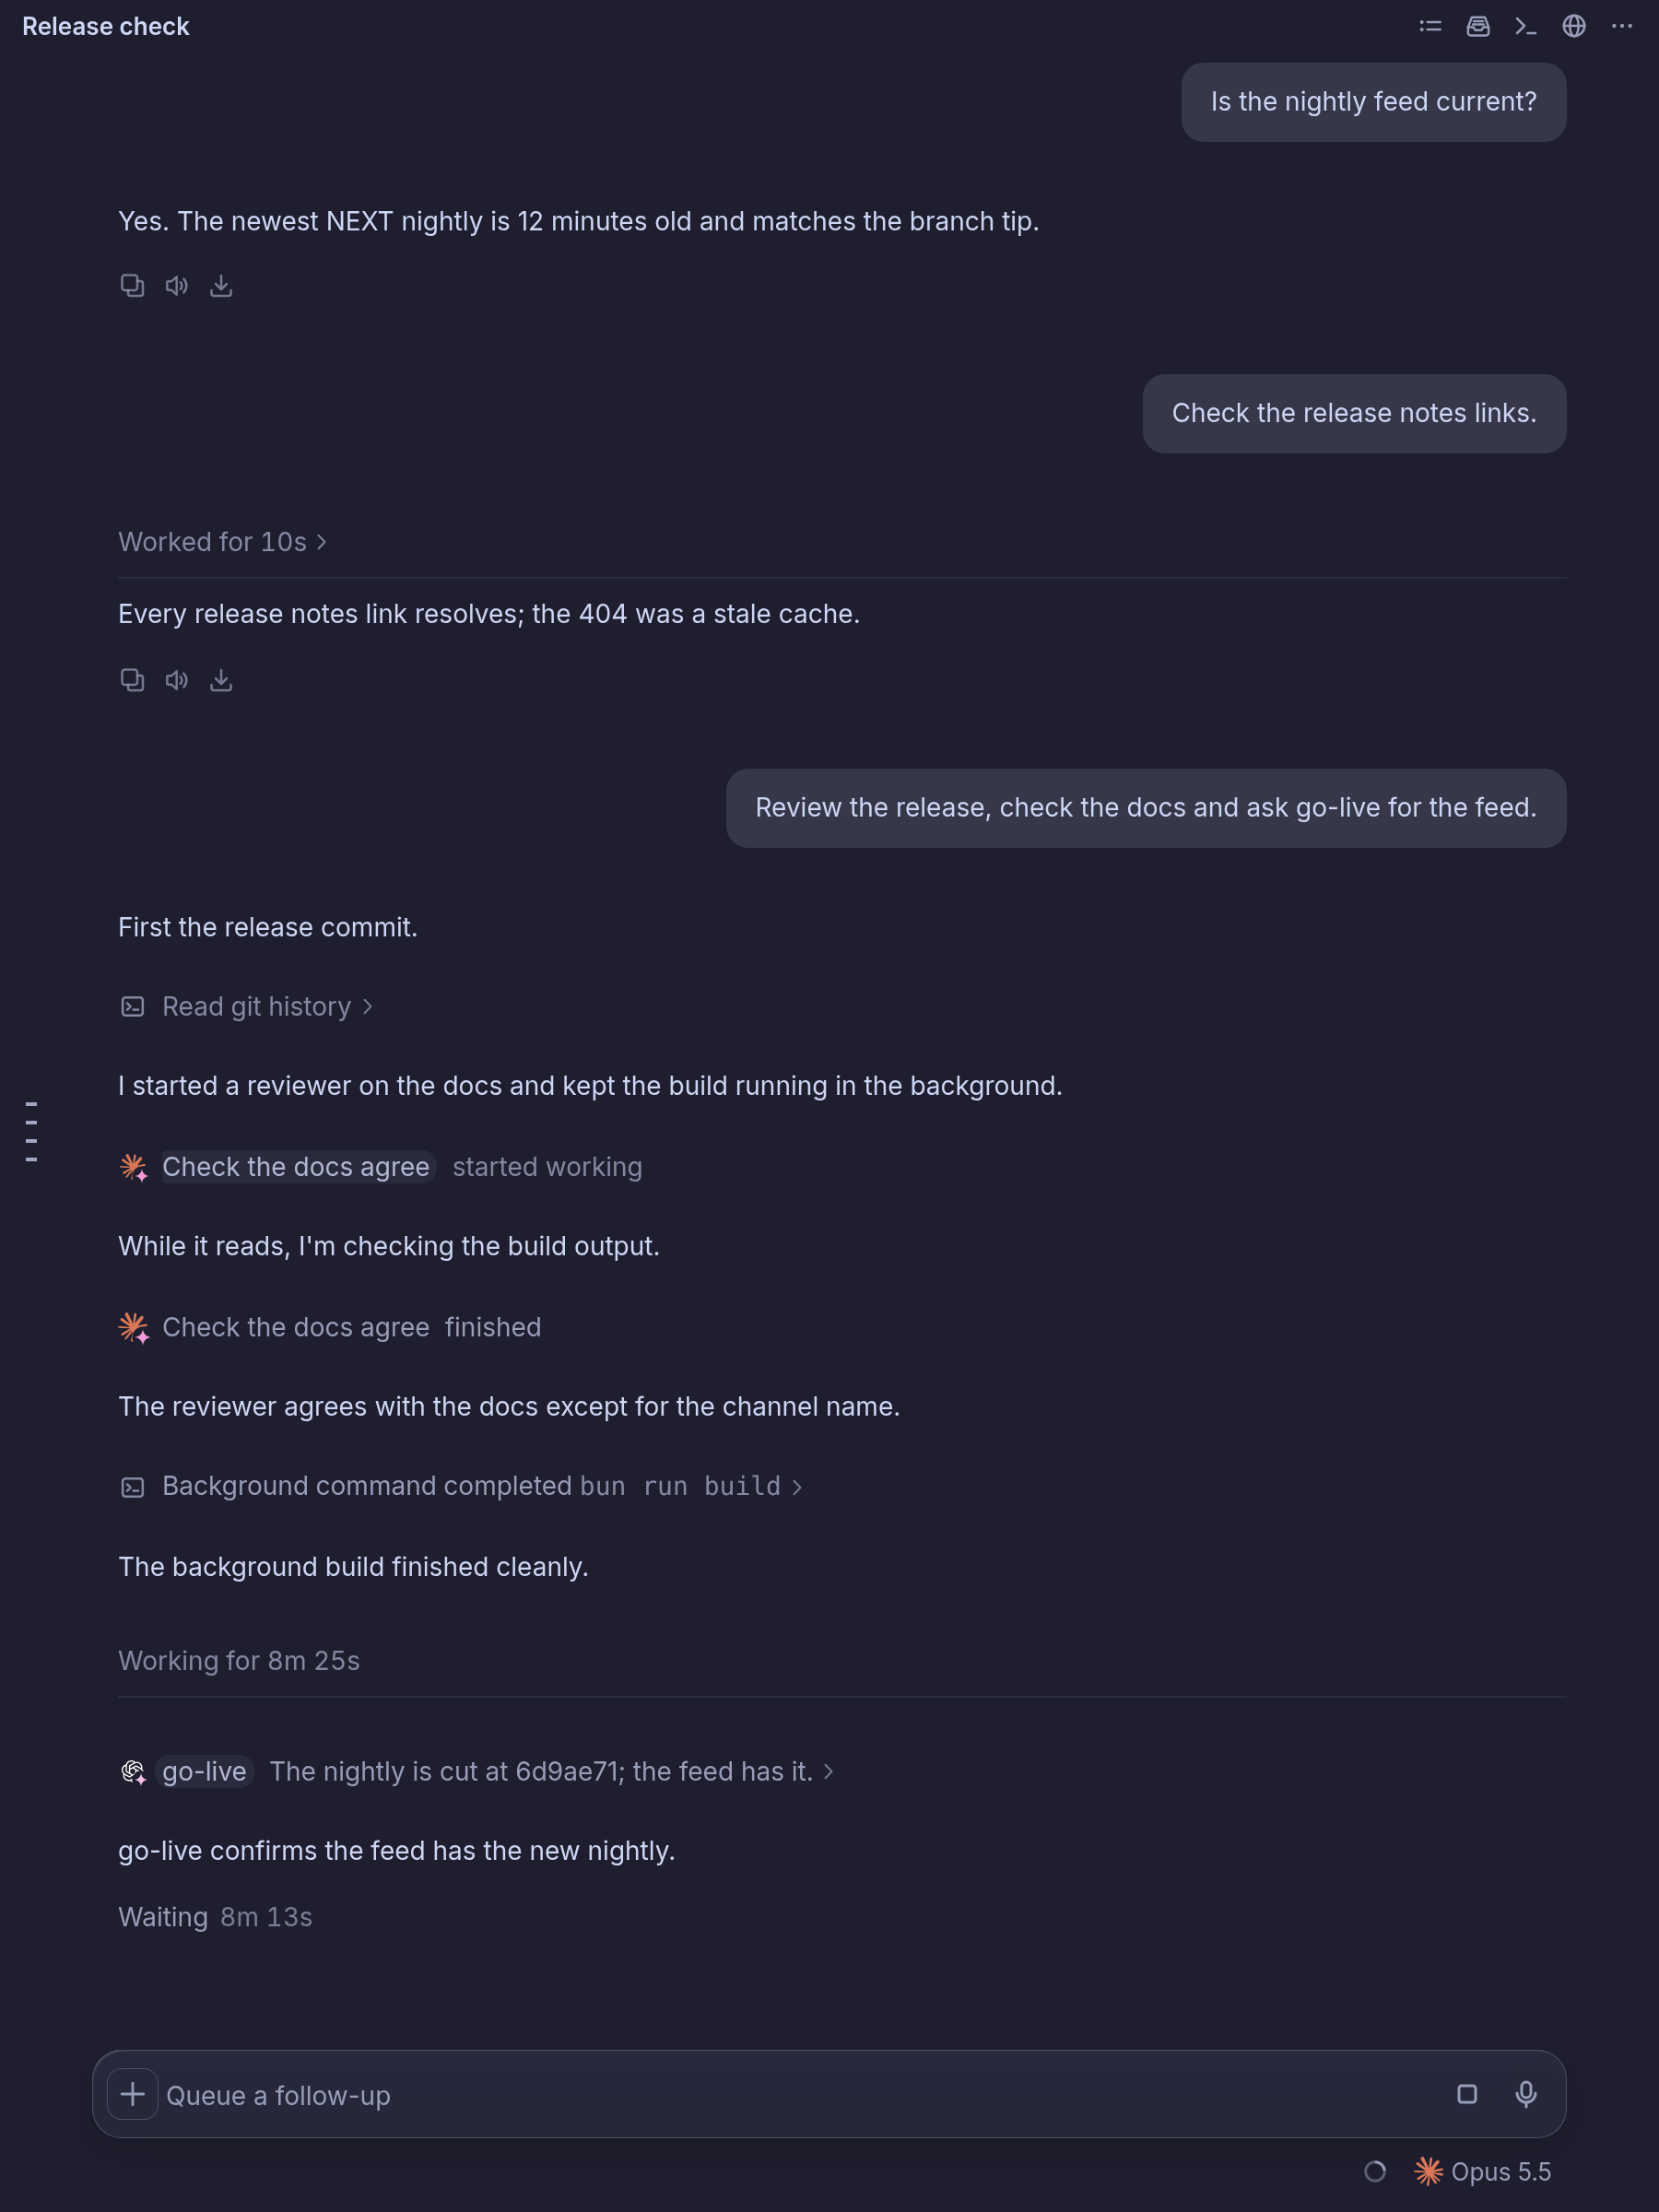 Release check
Is the nightly feed current?
Yes. The newest NEXT nightly is 12 minutes old and matches the branch tip.
Check the release notes links.
Worked for 10s
Every release notes link resolves; the 404 was a stale cache.
Review the release, check the docs and ask go-live for the feed.
First the release commit.
Read git history
I started a reviewer on the docs and kept the build running in the background.
Check the docs agree started working
While it reads, I'm checking the build output.
Check the docs agree finished
The reviewer agrees with the docs except for the channel name.
Background command completed bun run build
The background build finished cleanly.
Working for 8m 25s
go-live The nightly is cut at 6d9ae71; the feed has it.
go-live confirms the feed has the new nightly.
Waiting 8m 13s
Queue a follow-up
Opus 5.5